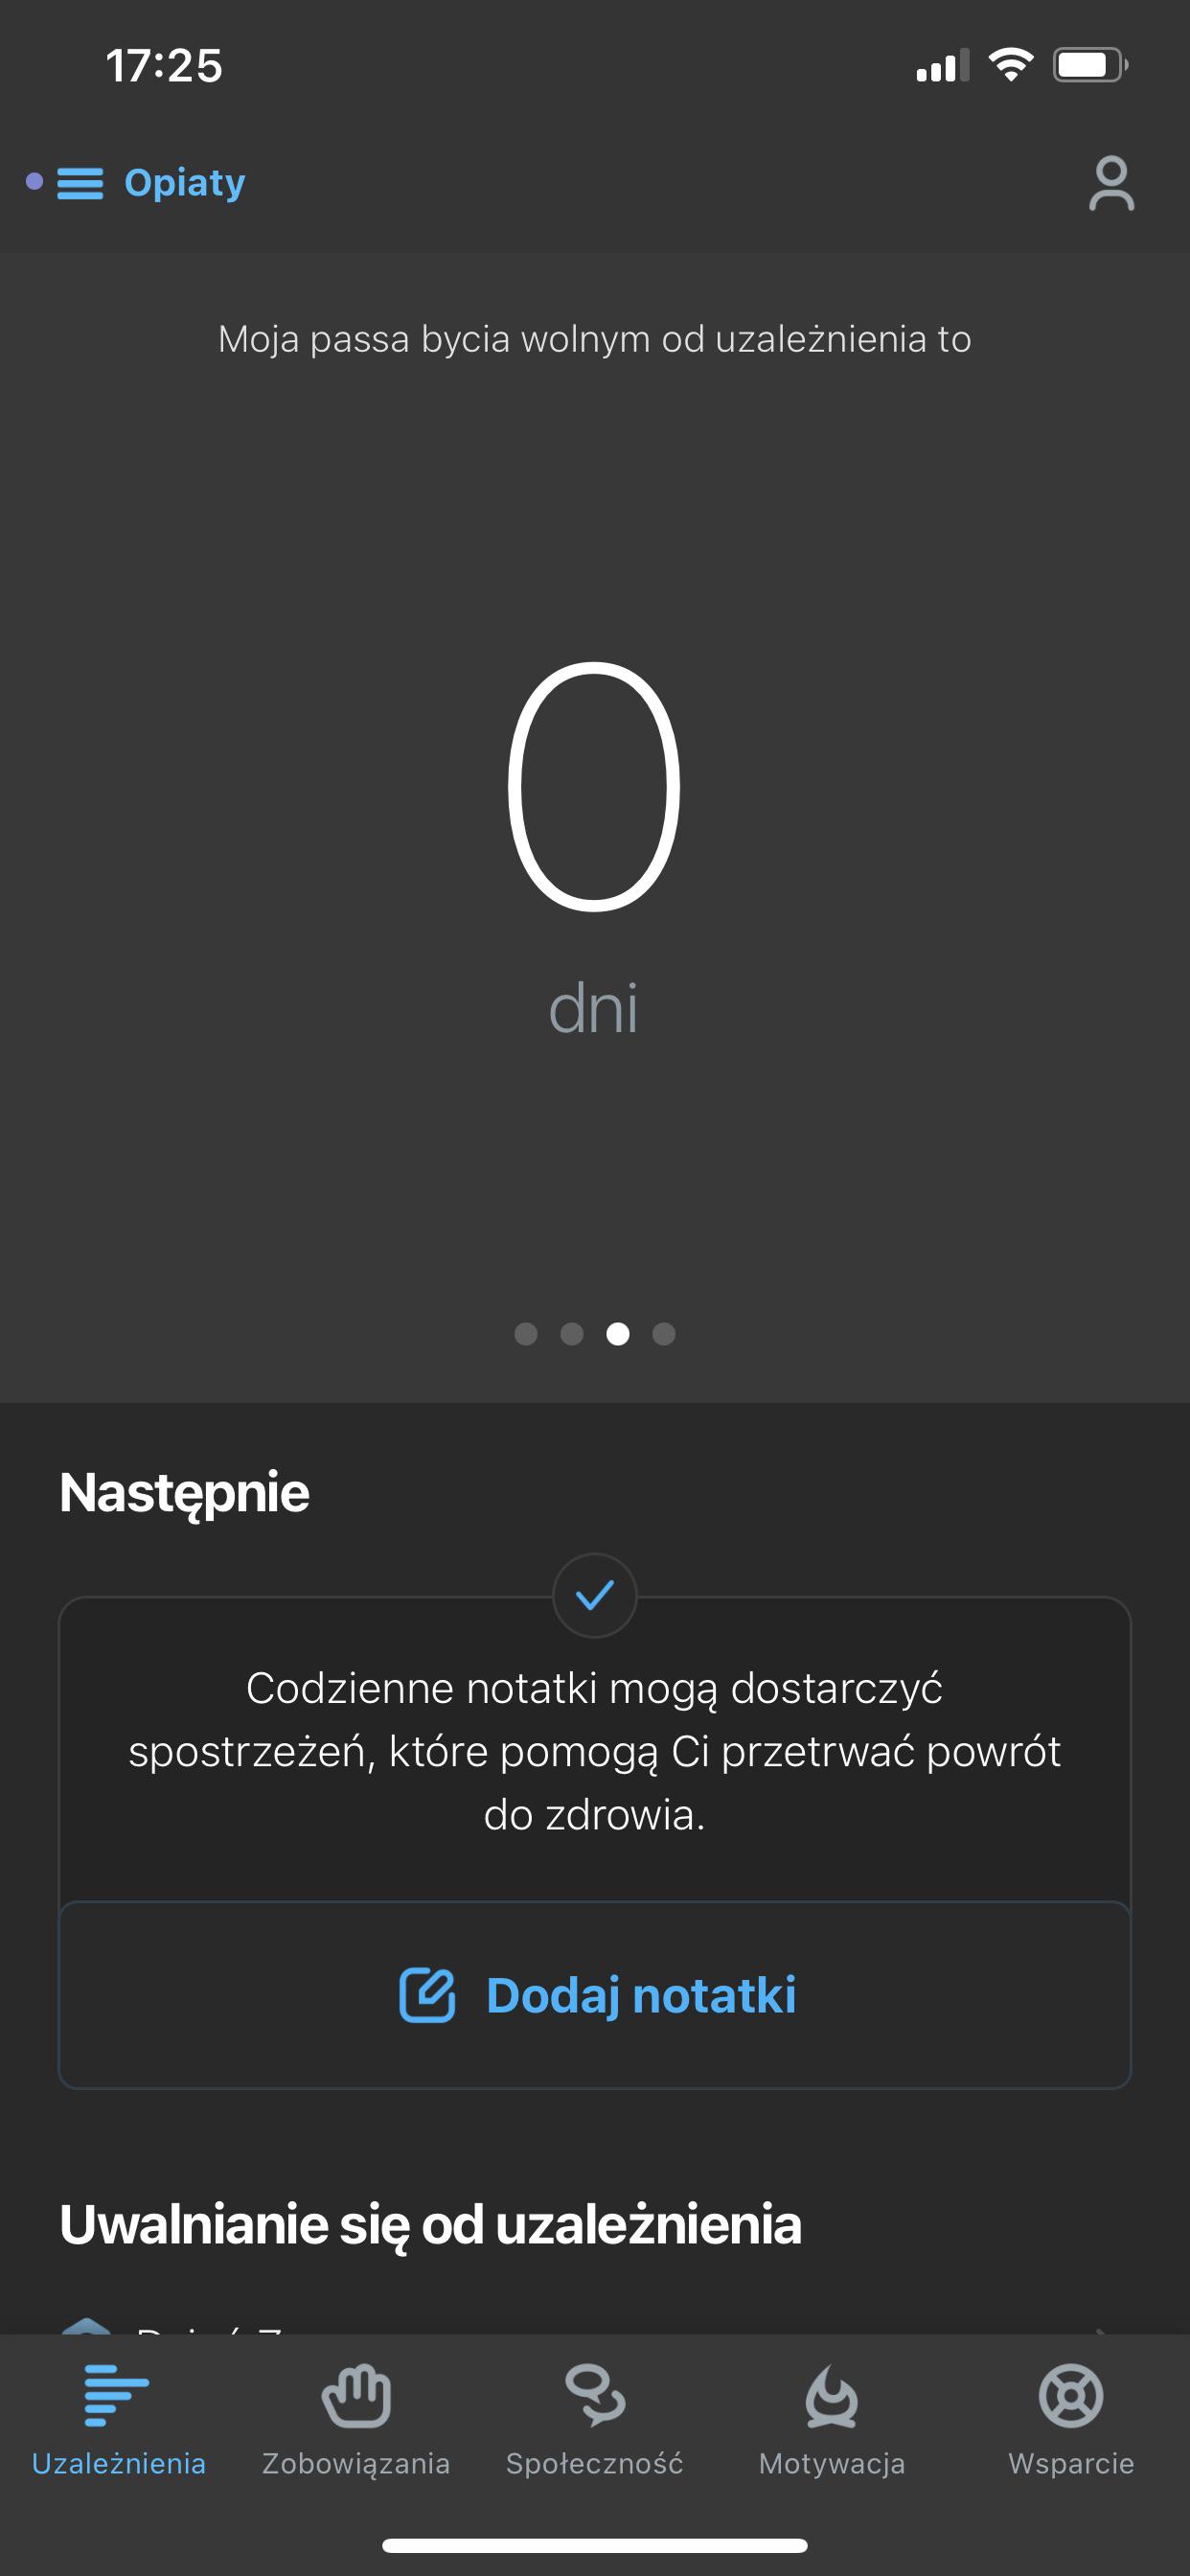 17:25
Opiaty
Moja passa bycia wolnym od uzależnienia to
0
dni
Następnie
Codzienne notatki mogą dostarczyć
spostrzeżeń, które pomogą Ci przetrwać powrót
do zdrowia.
Dodaj notatki
Uwalnianie się od uzależnienia
Uzależnienia Zobowiązania Społeczność Motywacja Wsparcie